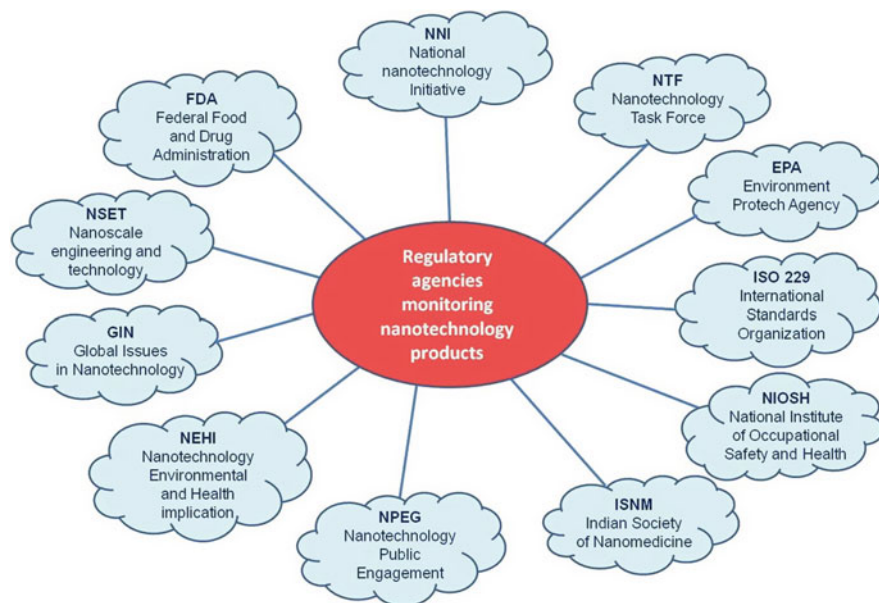 NNI
National
nanotechnology
Initiative
NTF
Nanotechnology
Task Force
EPA
Environment
Protech Agency
ISO 229
International
Standards
Organization
NIOSH
National Institute
of Occupational
Safety and Health
ISNM
Indian Society
of Nanomedicine
NPEG
Nanotechnology
Public
Engagement
NEHI
Nanotechnology
Environmental
and Health
implication
GIN
Global Issues
in Nanotechnology
NSET
Nanoscale
engineering and
technology
FDA
Federal Food
and Drug
Administration
Regulatory
agencies
monitoring
nanotechnology
products